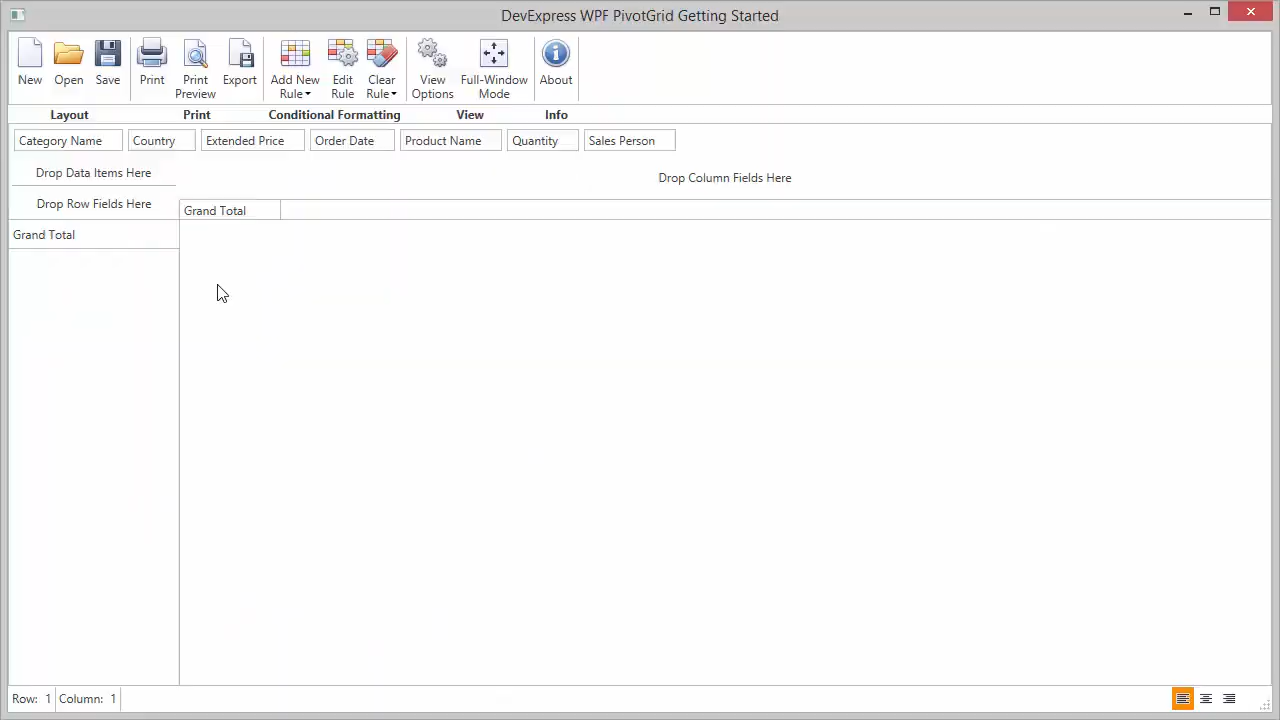 DevExpress WPF PivotGrid Getting Started
New Open Save Print Print Preview Export Add New Rule Edit Rule Clear Rule View Options Full-Window Mode About
Layout Print Conditional Formatting View Info
Category Name Country Extended Price Order Date Product Name Quantity Sales Person
Drop Data Items Here Drop Column Fields Here
Drop Row Fields Here Grand Total
Grand Total
Row: 1 Column: 1